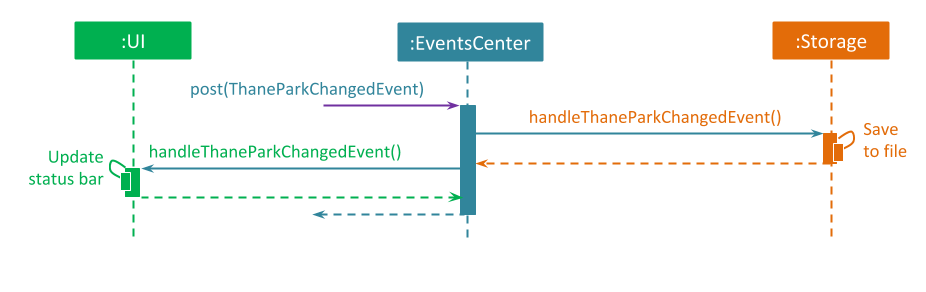 :UI
:EventsCenter
:Storage
post(ThaneParkChangedEvent)
handleThaneParkChangedEvent()
Save
to file
handleThaneParkChangedEvent()
Update
status bar